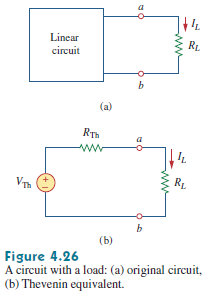 a
I_L
Linear
circuit
R_L
b
(a)
R_Th
a
I_L
V_Th
+
−
R_L
b
(b)
Figure 4.26
A circuit with a load: (a) original circuit,
(b) Thevenin equivalent.